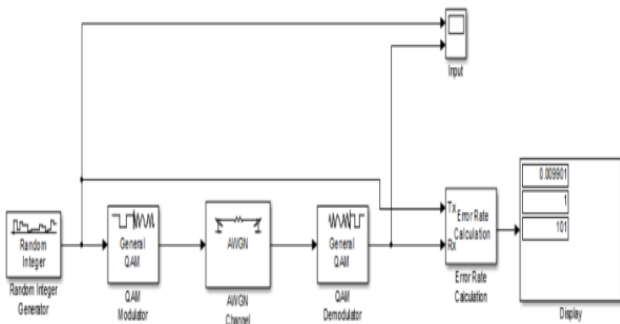 Input
0.009901
1
101
Tx
Rx
Error Rate
Calculation
Error Rate
Calculation
Display
Random
Integer
Random Integer
Generator
General
QAM
QAM
Modulator
AWGN
AWGN
Channel
General
QAM
QAM
Demodulator